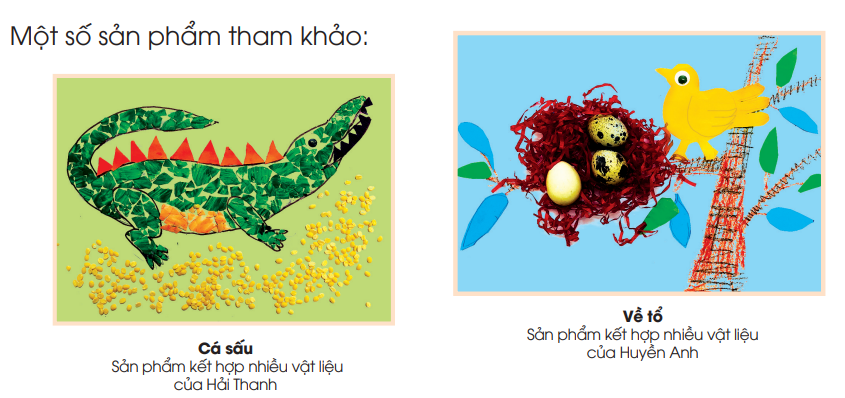 Một số sản phẩm tham khảo:
Cá sấu
Sản phẩm kết hợp nhiều vật liệu
của Hải Thanh
Về tổ
Sản phẩm kết hợp nhiều vật liệu
của Huyền Anh